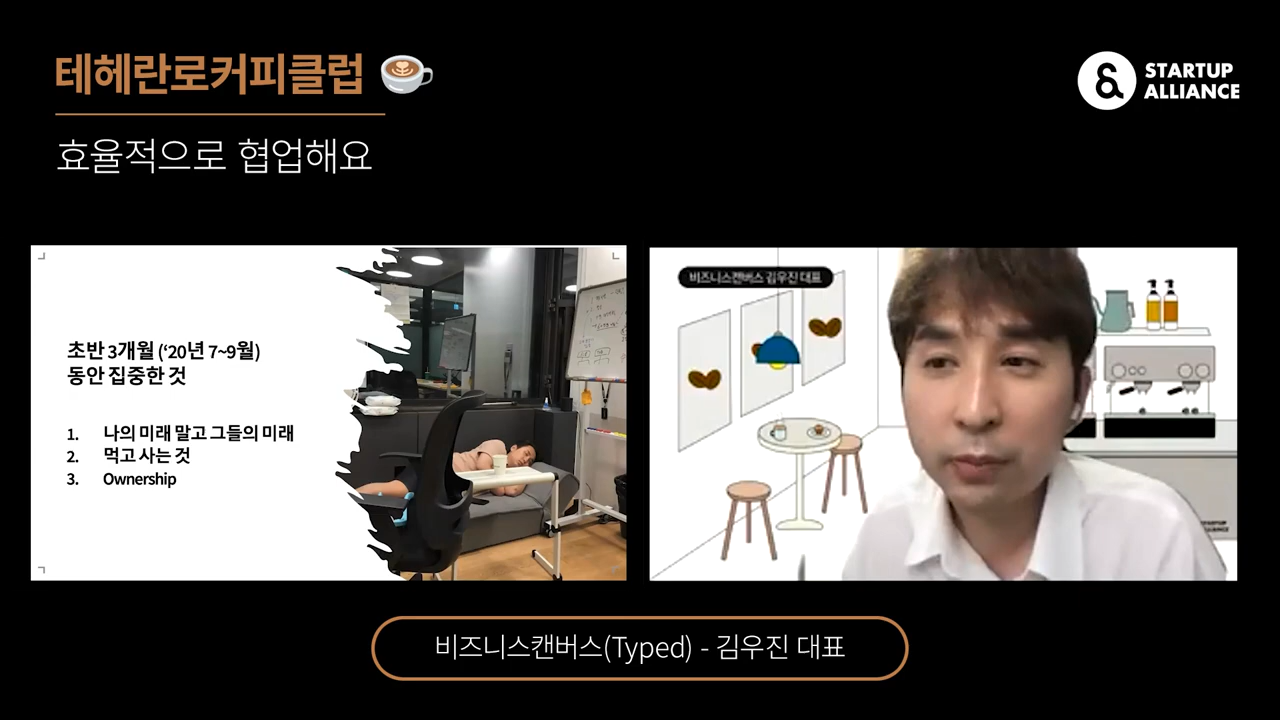 테헤란로커피클럽
STARTUP
ALLIANCE
효율적으로 협업해요
초반 3개월 (‘20년 7~9월)
동안 집중한 것
1. 나의 미래 말고 그들의 미래
2. 먹고 사는 것
3. Ownership
비즈니스캔버스 김우진 대표
STARTUP
ALLIANCE
비즈니스캔버스(Typed) - 김우진 대표